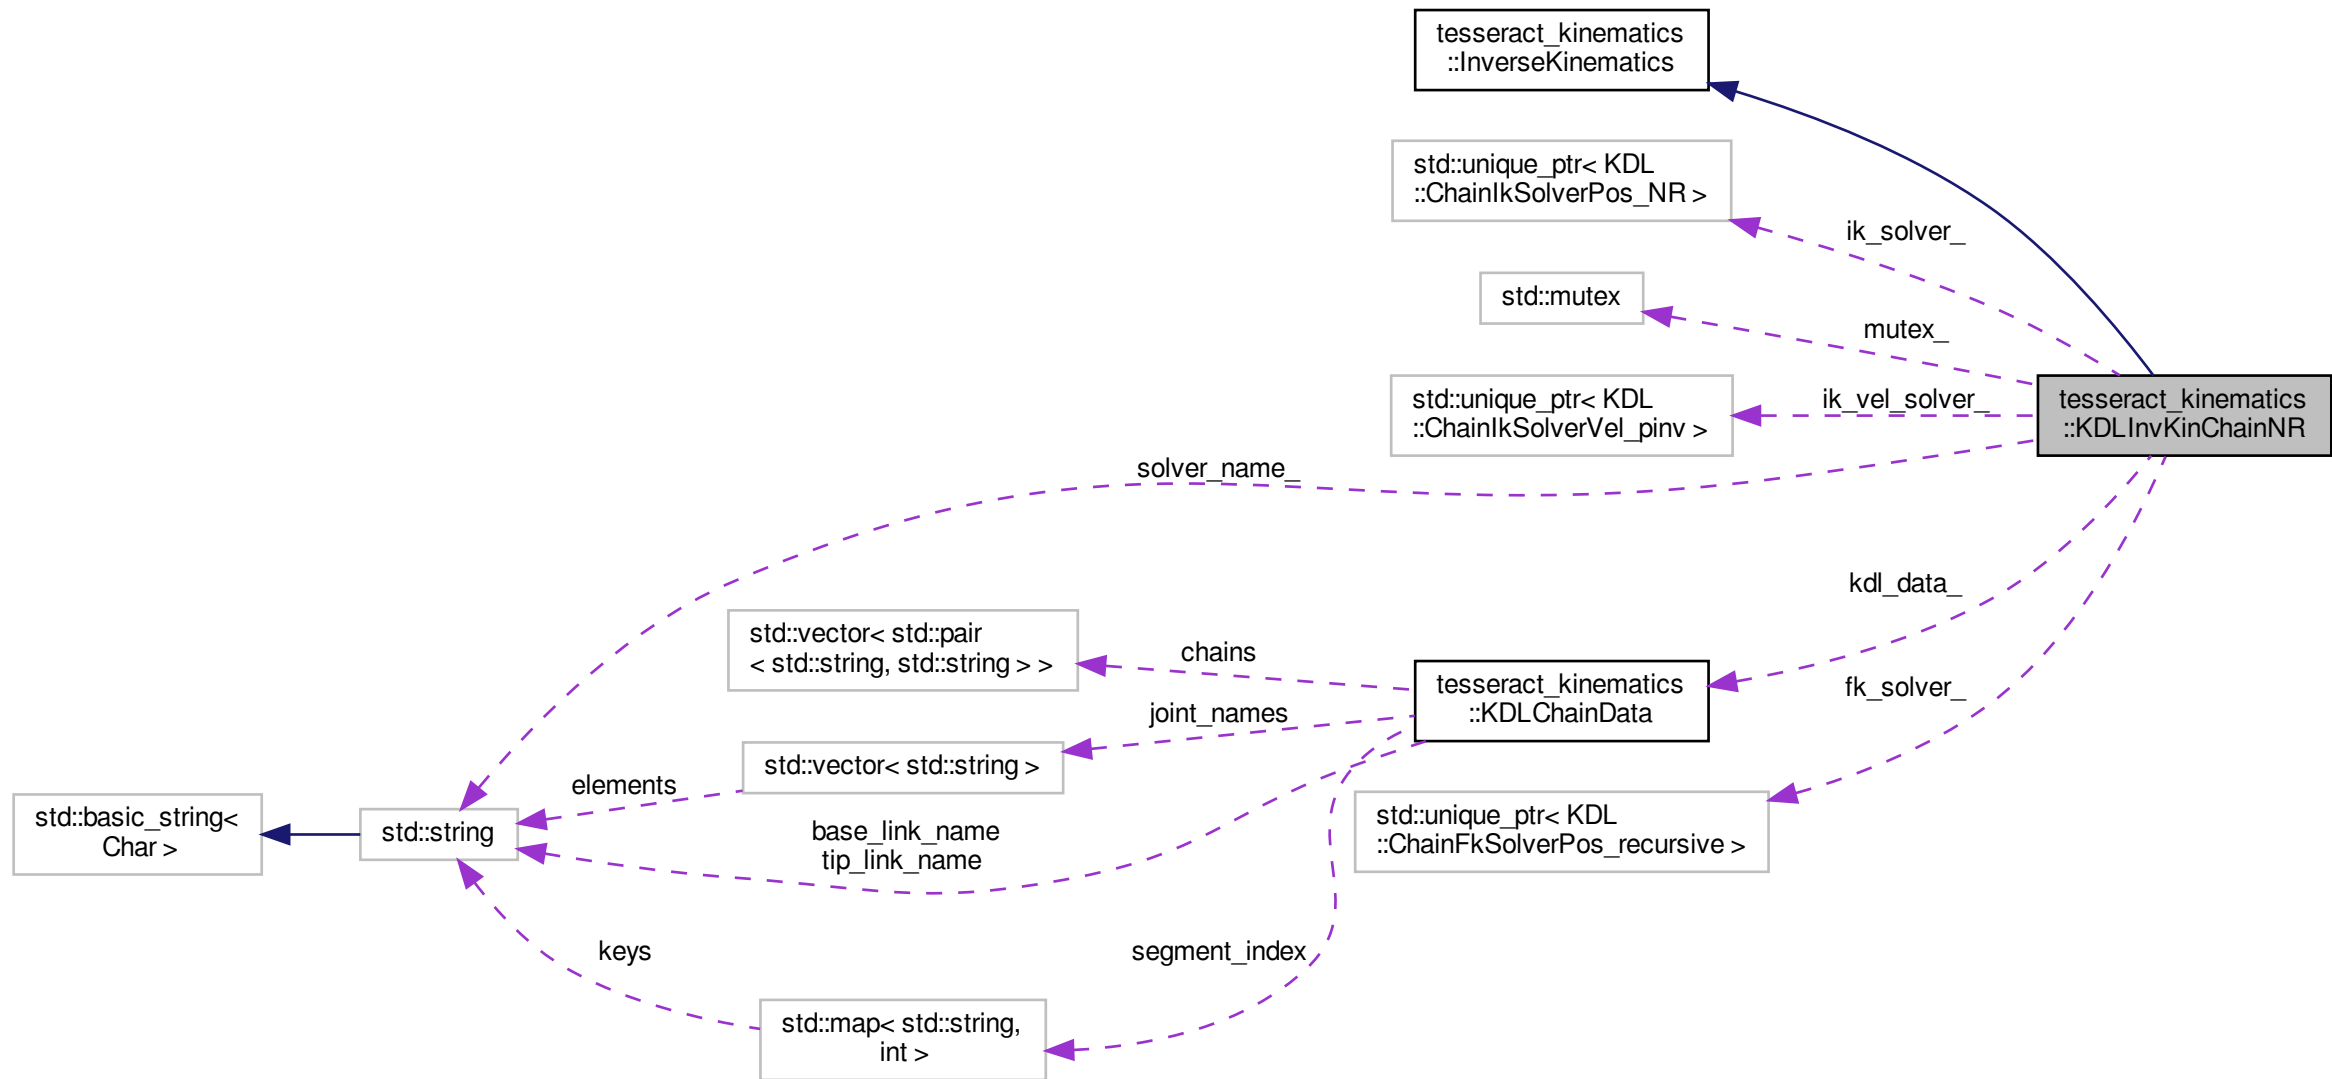 tesseract_kinematics
::InverseKinematics
std::unique_ptr< KDL
::ChainIkSolverPos_NR >
ik_solver_
std::mutex
mutex_
std::unique_ptr< KDL
::ChainIkSolverVel_pinv >
ik_vel_solver_
tesseract_kinematics
::KDLInvKinChainNR
solver_name_
kdl_data_
std::vector< std::pair
< std::string, std::string > >
chains
tesseract_kinematics
::KDLChainData
fk_solver_
joint_names
std::vector< std::string >
elements
std::basic_string<
Char >
std::string
base_link_name
tip_link_name
std::unique_ptr< KDL
::ChainFkSolverPos_recursive >
keys
segment_index
std::map< std::string,
int >